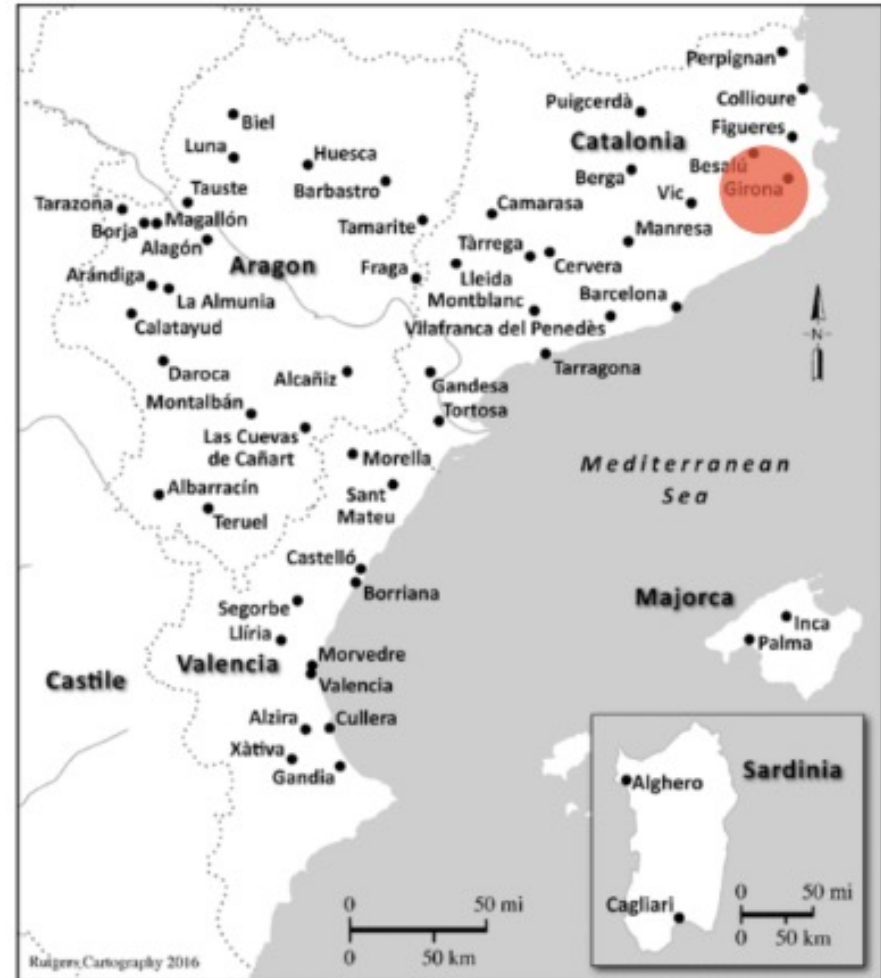 Perpignan
Collioure
Puigcerdà
Figueres
Catalonia
Besalú
Girona
Berga
Vic
Biel
Luna
Huesca
Barbastro
Tauste
Tarazona
Magallón
Borja
Alagón
Tamarite
Camarasa
Manresa
Tàrrega
Cervera
Aragon
Fraga
Lleida
Arándiga
La Almunia
Montblanc
Barcelona
Calatayud
Vilafranca del Penedès
Daroca
Alcañiz
Gandesa
Tarragona
Montalbán
Tortosa
Las Cuevas
de Cañart
Morella
Albarracín
Sant
Mateu
Teruel
Mediterranean
Sea
N
Castelló
Borriana
Segorbe
Llíria
Majorca
Inca
Palma
Morvedre
Valencia
Valencia
Castile
Alzira
Cullera
Xàtiva
Gandia
Sardinia
Alghero
Cagliari
0 50 mi
0 50 km
0 50 mi
0 50 km
Rutgers Cartography 2016